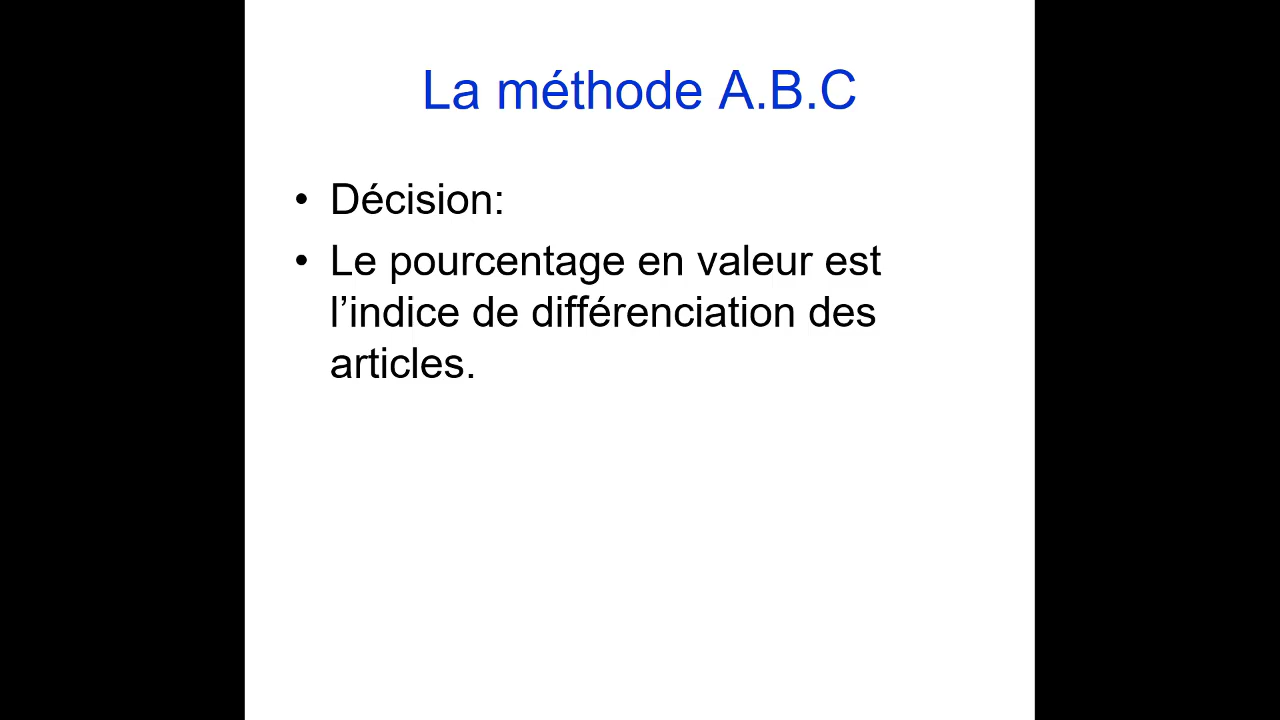 La méthode A.B.C
• Décision:
• Le pourcentage en valeur est
l’indice de différenciation des
articles.